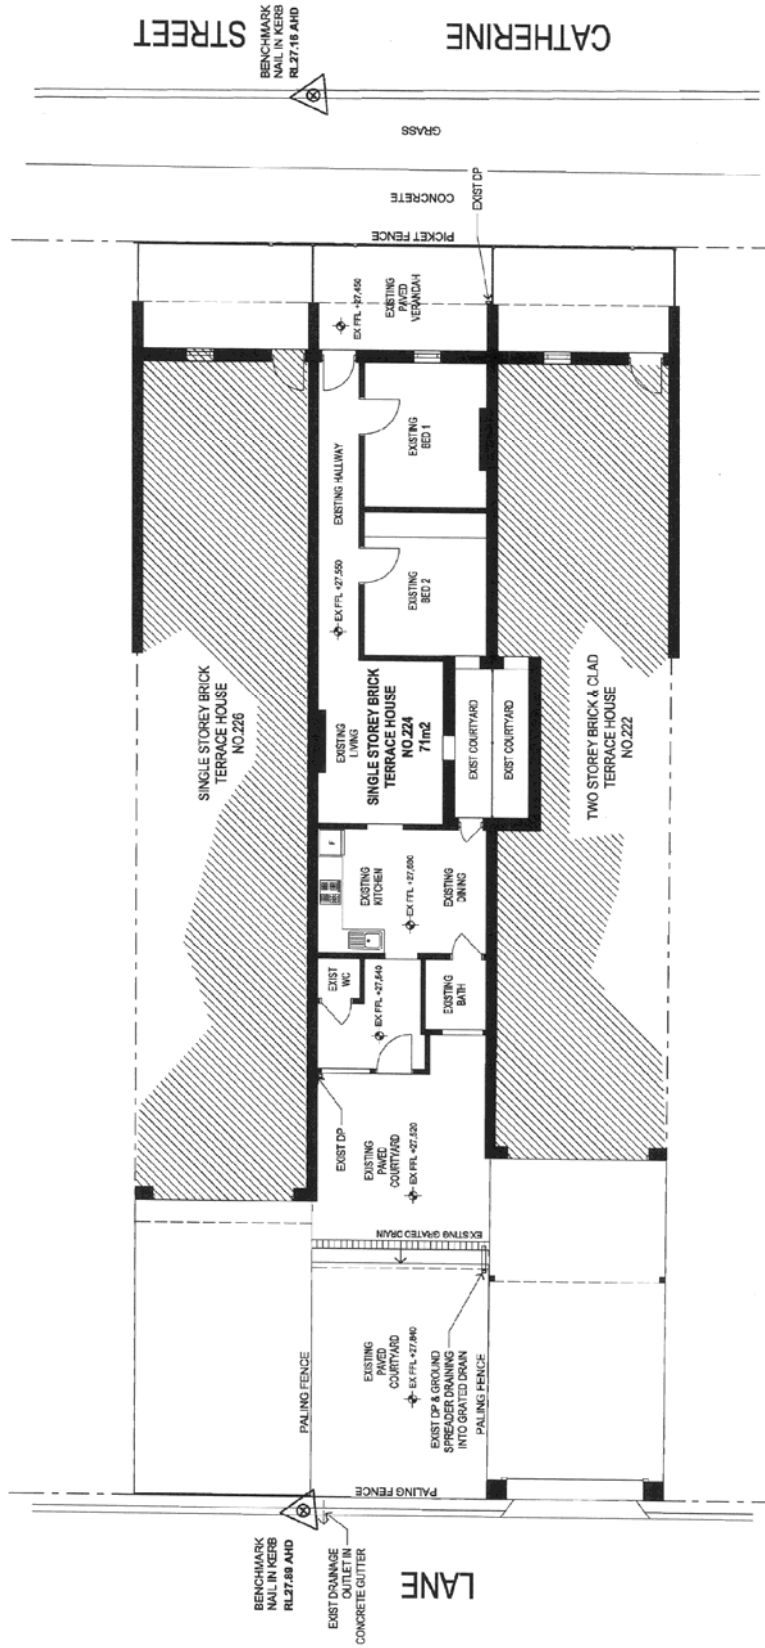 CATHERINE
STREET
BENCHMARK
NAIL IN KERB
RL27.16 AHD
GRASS
CONCRETE
EXIST DP
PICKET FENCE
EXISTING
PAVED
VERANDAH
EX FFL +27,450
EXISTING
BED 1
EXISTING HALLWAY
EX FFL +27,550
EXISTING
BED 2
SINGLE STOREY BRICK
TERRACE HOUSE
NO.226
EXISTING
LIVING
SINGLE STOREY BRICK
TERRACE HOUSE
NO.224
71m2
EXIST COURTYARD
EXIST COURTYARD
TWO STOREY BRICK & CLAD
TERRACE HOUSE
NO.222
F
EXISTING
KITCHEN
EX FFL
EXISTING
DINING
EXIST
WC
EX FFL +27,640
EXISTING
BATH
EXIST DP
EXISTING
PAVED
COURTYARD
EX FFL +27,520
EXISTING GRATED DRAIN
EXISTING
PAVED
COURTYARD
EX FFL +27,840
PALING FENCE
EXIST DP & GROUND
SPREADER DRAINING
INTO GRATED DRAIN
PALING FENCE
PALING FENCE
BENCHMARK
NAIL IN KERB
RL27.89 AHD
EXIST DRAINAGE
OUTLET IN
CONCRETE GUTTER
LANE